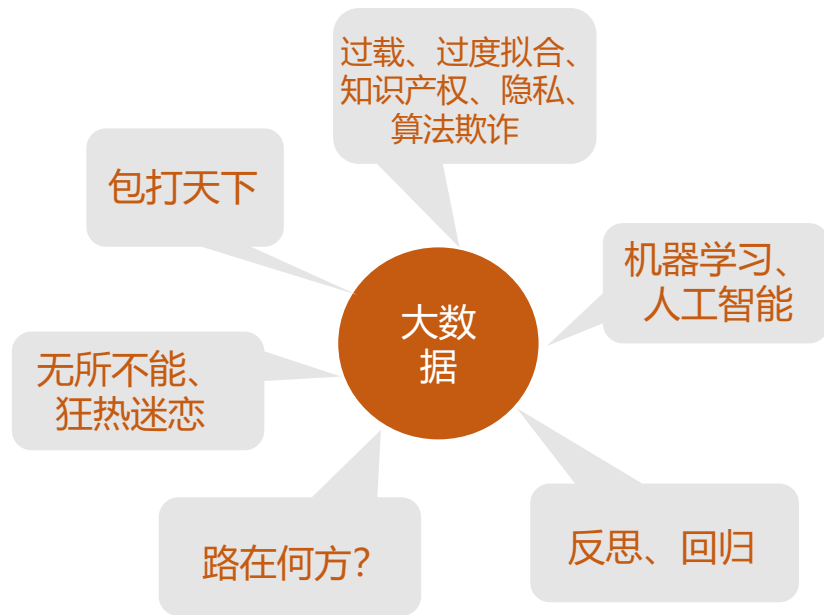 过载、过度拟合、
知识产权、隐私、
算法欺诈
包打天下
机器学习、
人工智能
大数
据
无所不能、
狂热迷恋
路在何方?
反思、回归